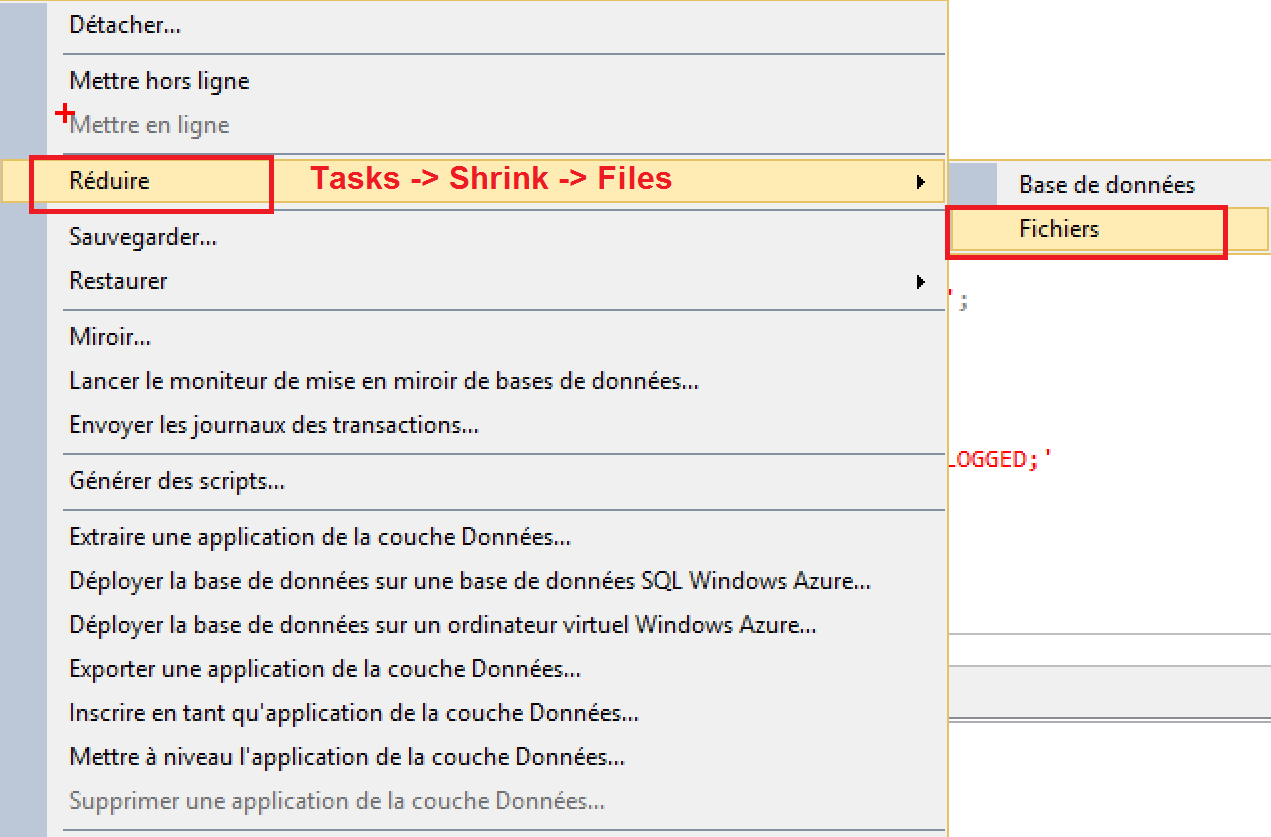 Détacher...
Mettre hors ligne
Mettre en ligne
Réduire Tasks -> Shrink -> Files
Base de données
Fichiers
Sauvegarder...
Restaurer
';
Miroir...
Lancer le moniteur de mise en miroir de bases de données...
Envoyer les journaux des transactions...
LOGGED;'
Générer des scripts...
Extraire une application de la couche Données...
Déployer la base de données sur une base de données SQL Windows Azure...
Déployer la base de données sur un ordinateur virtuel Windows Azure...
Exporter une application de la couche Données...
Inscrire en tant qu'application de la couche Données...
Mettre à niveau l'application de la couche Données...
Supprimer une application de la couche Données...